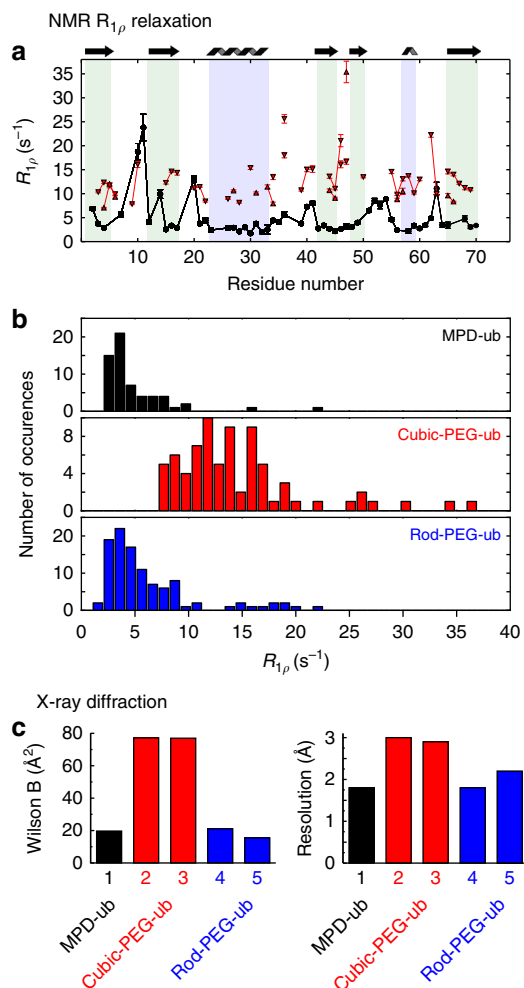 NMR R1ρ relaxation
a
R1ρ (s−1)
35
30
25
20
15
10
5
0
10 20 30 40 50 60 70
Residue number
b
Number of occurences
20
10
0
MPD-ub
8
4
0
Cubic-PEG-ub
20
10
0
Rod-PEG-ub
0 5 10 15 20 25 30 35 40
R1ρ (s−1)
X-ray diffraction
c
Wilson B (Å2)
80
60
40
20
0
1 2 3 4 5
MPD-ub
Cubic-PEG-ub
Rod-PEG-ub
Resolution (Å)
3
2
1
0
1 2 3 4 5
MPD-ub
Cubic-PEG-ub
Rod-PEG-ub